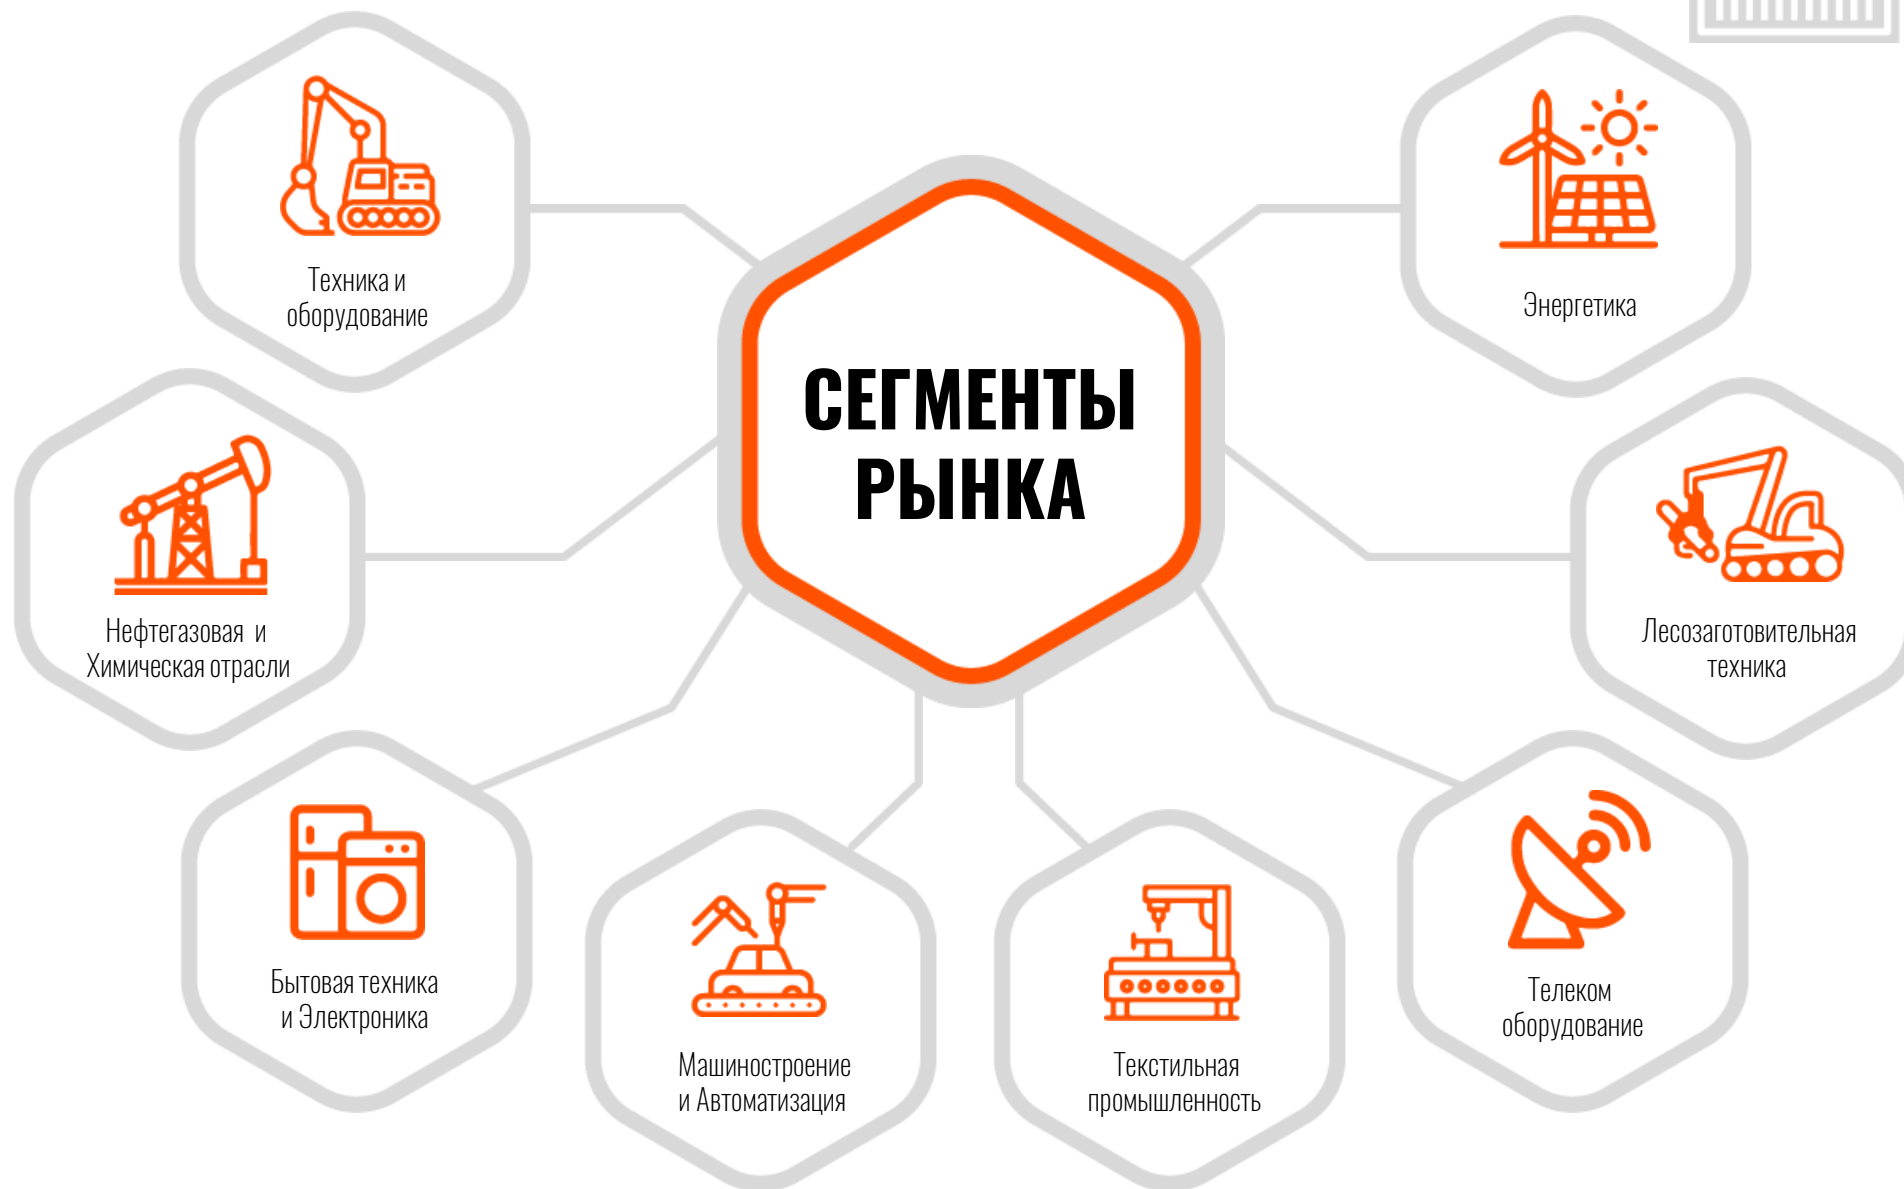 Техника и
оборудование
Энергетика
СЕГМЕНТЫ
РЫНКА
Нефтегазовая и
Химическая отрасли
Лесозаготовительная
техника
Бытовая техника
и Электроника
Машиностроение
и Автоматизация
Текстильная
промышленность
Телеком
оборудование